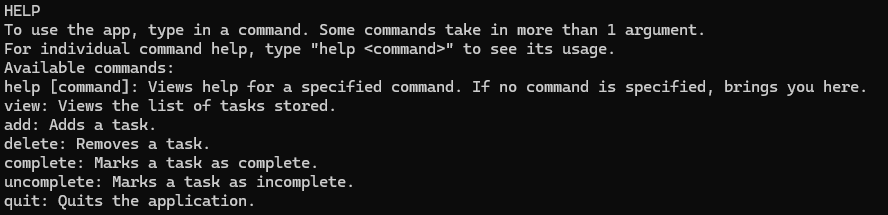 HELP
To use the app, type in a command. Some commands take in more than 1 argument.
For individual command help, type "help <command>" to see its usage.
Available commands:
help [command]: Views help for a specified command. If no command is specified, brings you here.
view: Views the list of tasks stored.
add: Adds a task.
delete: Removes a task.
complete: Marks a task as complete.
uncomplete: Marks a task as incomplete.
quit: Quits the application.